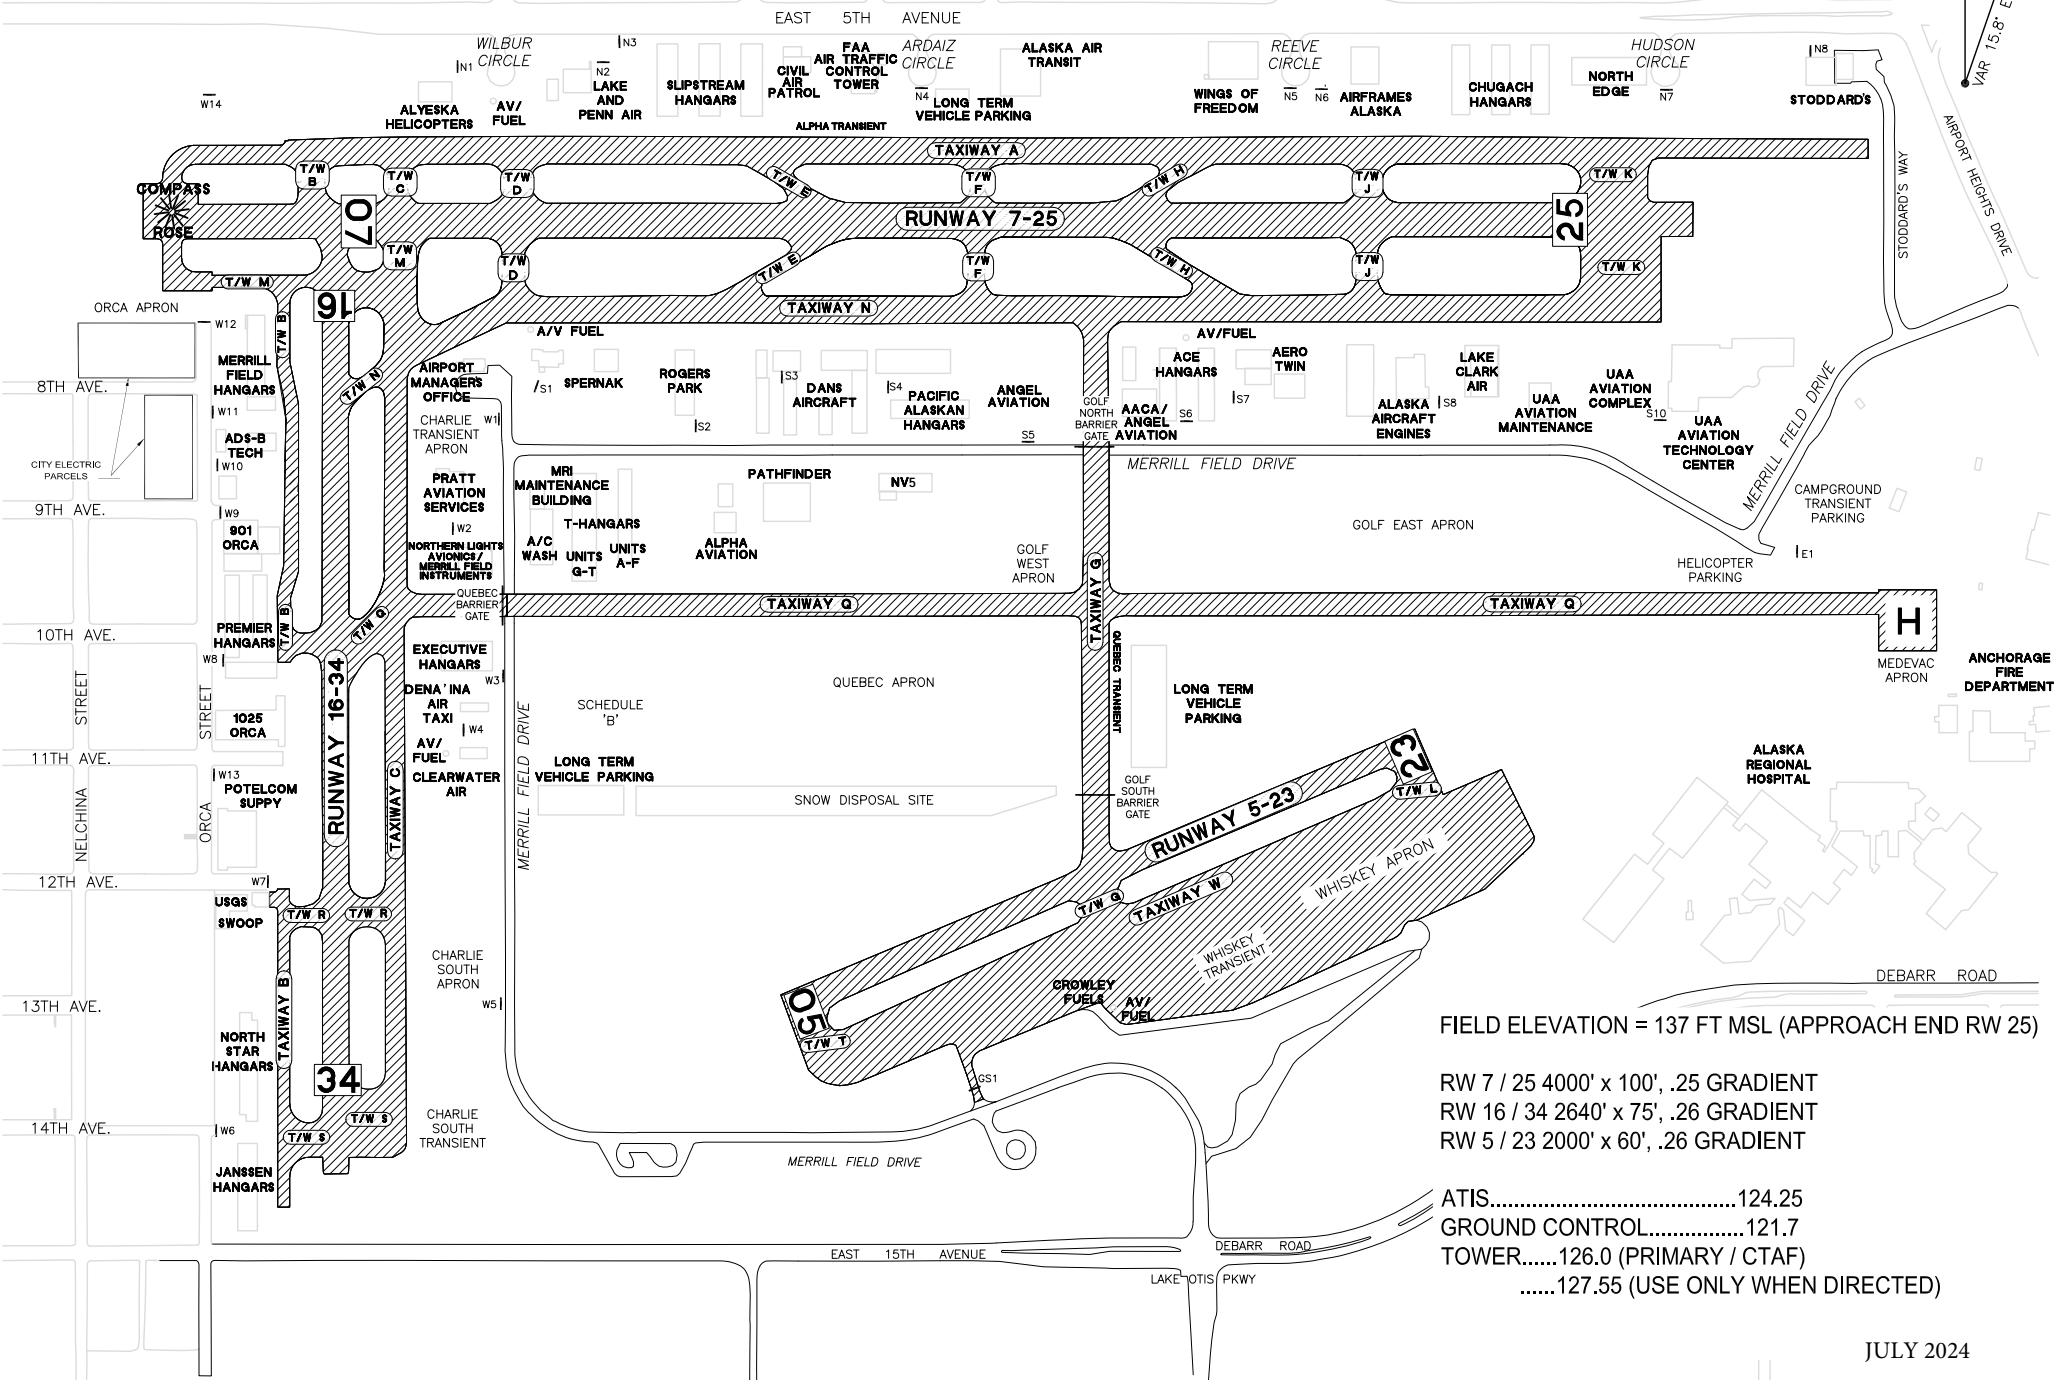 EAST 5TH AVENUE
VAR 15.8° E
WILBUR
CIRCLE
N3
N1
N2
LAKE
AND
PENN AIR
W14
ALYESKA
HELICOPTERS
AV/
FUEL
SLIPSTREAM
HANGARS
CIVIL
AIR
PATROL
FAA
AIR TRAFFIC
CONTROL
TOWER
ARDAIZ
CIRCLE
N4
ALASKA AIR
TRANSIT
LONG TERM
VEHICLE PARKING
ALPHA TRANSIENT
WINGS OF
FREEDOM
REEVE
CIRCLE
N5
N6
AIRFRAMES
ALASKA
CHUGACH
HANGARS
NORTH
EDGE
HUDSON
CIRCLE
N7
N8
STODDARD'S
AIRPORT HEIGHTS DRIVE
STODDARD'S WAY
TAXIWAY A
COMPASS
ROSE
T/W
B
T/W
C
T/W
D
T/W E
T/W
F
T/W H
T/W
J
T/W K
07
RUNWAY 7-25
25
T/W
M
T/W
D
T/W E
T/W
F
T/W H
T/W
J
T/W K
T/W M
16
TAXIWAY N
ORCA APRON
W12
T/W B
MERRILL
FIELD
HANGARS
8TH AVE.
W11
T/W N
AIRPORT
MANAGER'S
OFFICE
CHARLIE
TRANSIENT
APRON
W1
A/V FUEL
S1
SPERNAK
ROGERS
PARK
S2
S3
DANS
AIRCRAFT
S4
PACIFIC
ALASKAN
HANGARS
ANGEL
AVIATION
S5
GOLF
NORTH
BARRIER
GATE
AV/FUEL
ACE
HANGARS
AACA/
ANGEL
AVIATION
S6
S7
AERO
TWIN
ALASKA
AIRCRAFT
ENGINES
S8
LAKE
CLARK
AIR
UAA
AVIATION
MAINTENANCE
UAA
AVIATION
COMPLEX
S10
UAA
AVIATION
TECHNOLOGY
CENTER
MERRILL FIELD DRIVE
MERRILL FIELD DRIVE
CITY ELECTRIC
PARCELS
ADS-B
TECH
W10
9TH AVE.
W9
901
ORCA
PRATT
AVIATION
SERVICES
W2
NORTHERN LIGHTS
AVIONICS/
MERRILL FIELD
INSTRUMENTS
MRI
MAINTENANCE
BUILDING
T-HANGARS
A/C
WASH
UNITS
G-T
UNITS
A-F
PATHFINDER
ALPHA
AVIATION
NV5
GOLF
WEST
APRON
GOLF EAST APRON
CAMPGROUND
TRANSIENT
PARKING
HELICOPTER
PARKING
E1
QUEBEC
BARRIER
GATE
TAXIWAY Q
TAXIWAY G
TAXIWAY Q
H
MEDEVAC
APRON
ANCHORAGE
FIRE
DEPARTMENT
10TH AVE.
PREMIER
HANGARS
T/W B
T/W Q
W8
EXECUTIVE
HANGARS
W3
RUNWAY 16-34
DENA'INA
AIR
TAXI
W4
AV/
FUEL
CLEARWATER
AIR
SCHEDULE
'B'
QUEBEC APRON
QUEBEC TRANSIENT
LONG TERM
VEHICLE
PARKING
NELCHINA STREET
ORCA STREET
1025
ORCA
11TH AVE.
W13
POTELCOM
SUPPY
TAXIWAY C
MERRILL FIELD DRIVE
LONG TERM
VEHICLE PARKING
SNOW DISPOSAL SITE
GOLF
SOUTH
BARRIER
GATE
23
T/W L
RUNWAY 5-23
ALASKA
REGIONAL
HOSPITAL
12TH AVE.
W7
USGS
SWOOP
T/W R
T/W R
T/W G
TAXIWAY W
WHISKEY APRON
WHISKEY
TRANSIENT
CHARLIE
SOUTH
APRON
W5
CROWLEY
FUELS
AV/
FUEL
05
T/W T
GS1
DEBARR ROAD
13TH AVE.
TAXIWAY B
NORTH
STAR
HANGARS
34
T/W S
T/W S
14TH AVE.
W6
JANSSEN
HANGARS
CHARLIE
SOUTH
TRANSIENT
MERRILL FIELD DRIVE
EAST 15TH AVENUE
DEBARR ROAD
LAKE OTIS PKWY
FIELD ELEVATION = 137 FT MSL (APPROACH END RW 25)
RW 7 / 25 4000' x 100', .25 GRADIENT
RW 16 / 34 2640' x 75', .26 GRADIENT
RW 5 / 23 2000' x 60', .26 GRADIENT
ATIS....................................124.25
GROUND CONTROL..............121.7
TOWER......126.0 (PRIMARY / CTAF)
......127.55 (USE ONLY WHEN DIRECTED)
JULY 2024